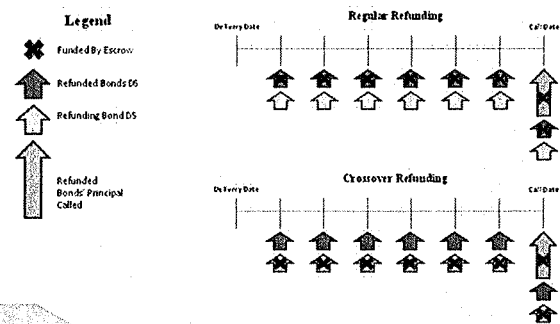 Legend
Funded By Escrow
Refunded Bonds DS
Refunding Bond DS
Refunded
Bonds' Principal
Called
Regular Refunding
Delivery Date
Call Date
Crossover Refunding
Delivery Date
Call Date